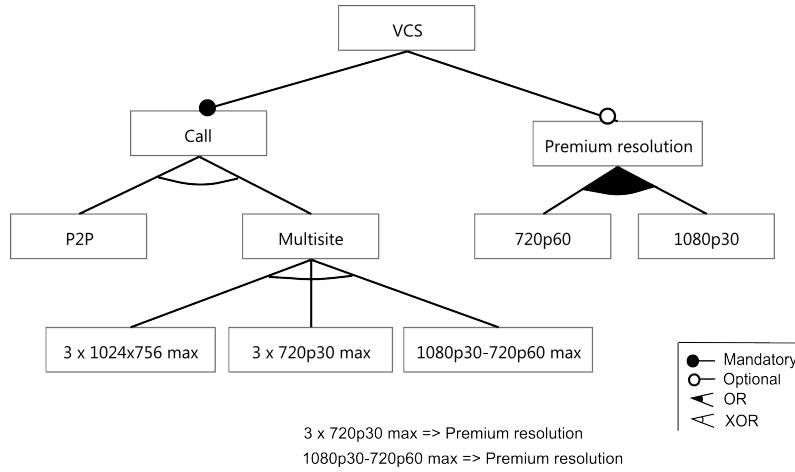 VCS
Call
Premium resolution
P2P
Multisite
720p60
1080p30
3 x 1024x756 max
3 x 720p30 max
1080p30-720p60 max
Mandatory
Optional
OR
XOR
3 x 720p30 max => Premium resolution
1080p30-720p60 max => Premium resolution